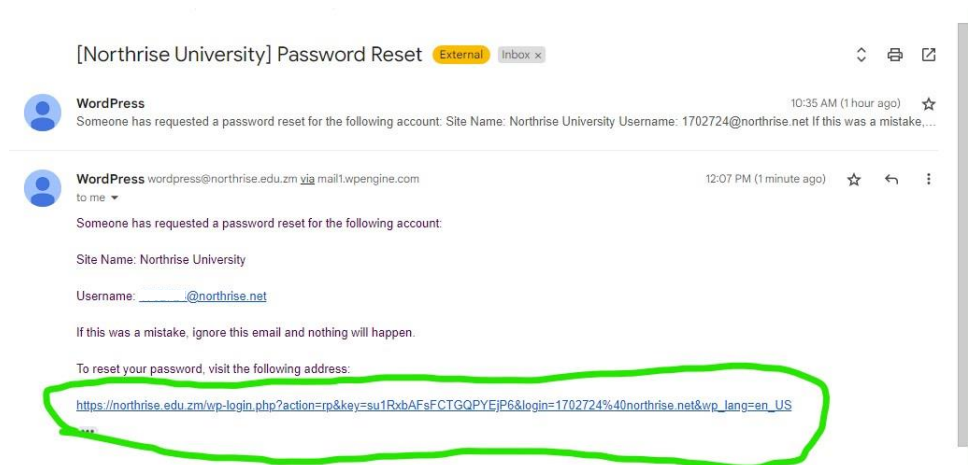 [Northrise University] Password Reset External Inbox ×
WordPress 10:35 AM (1 hour ago)
Someone has requested a password reset for the following account: Site Name: Northrise University Username: 1702724@northrise.net If this was a mistake,...
WordPress wordpress@northrise.edu.zm via mail1.wpengine.com 12:07 PM (1 minute ago)
to me
Someone has requested a password reset for the following account:
Site Name: Northrise University
Username: @northrise.net
If this was a mistake, ignore this email and nothing will happen.
To reset your password, visit the following address:
https://northrise.edu.zm/wp-login.php?action=rp&key=su1RxbAFsFCTGQPYEjP6&login=1702724%40northrise.net&wp_lang=en_US